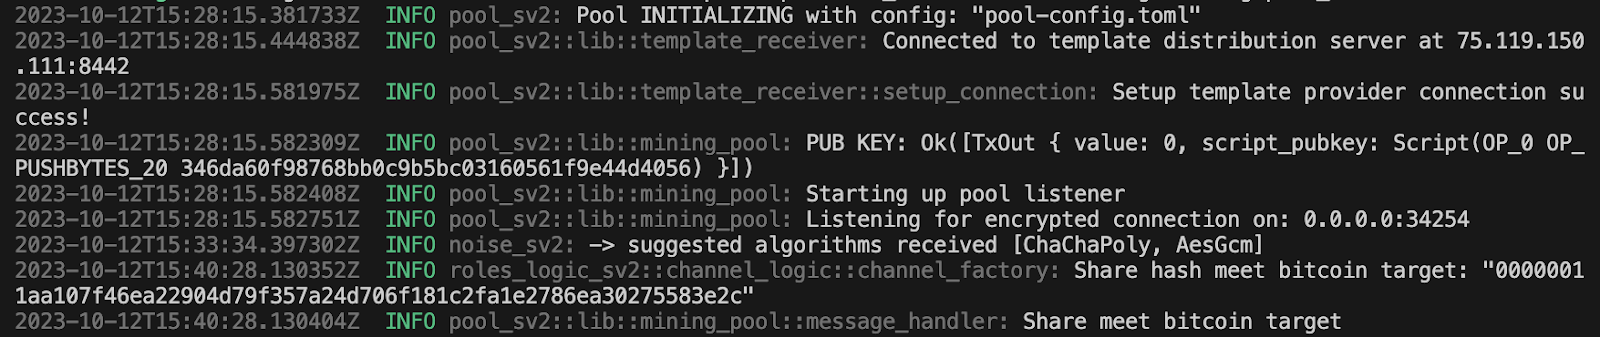 2023-10-12T15:28:15.381733Z  INFO pool_sv2: Pool INITIALIZING with config: "pool-config.toml"
2023-10-12T15:28:15.444838Z  INFO pool_sv2::lib::template_receiver: Connected to template distribution server at 75.119.150
.111:8442
2023-10-12T15:28:15.581975Z  INFO pool_sv2::lib::template_receiver::setup_connection: Setup template provider connection su
ccess!
2023-10-12T15:28:15.582309Z  INFO pool_sv2::lib::mining_pool: PUB KEY: Ok([TxOut { value: 0, script_pubkey: Script(OP_0 OP_
PUSHBYTES_20 346da60f98768bb0c9b5bc03160561f9e44d4056) }])
2023-10-12T15:28:15.582408Z  INFO pool_sv2::lib::mining_pool: Starting up pool listener
2023-10-12T15:28:15.582751Z  INFO pool_sv2::lib::mining_pool: Listening for encrypted connection on: 0.0.0.0:34254
2023-10-12T15:33:34.397302Z  INFO noise_sv2: —> suggested algorithms received [ChaChaPoly, AesGcm]
2023-10-12T15:40:28.130352Z  INFO roles_logic_sv2::channel_logic::channel_factory: Share hash meet bitcoin target: "0000001
1aa107f46ea22904d79f357a24d706f181c2fa1e2786ea30275583e2c"
2023-10-12T15:40:28.130404Z  INFO pool_sv2::lib::mining_pool::message_handler: Share meet bitcoin target